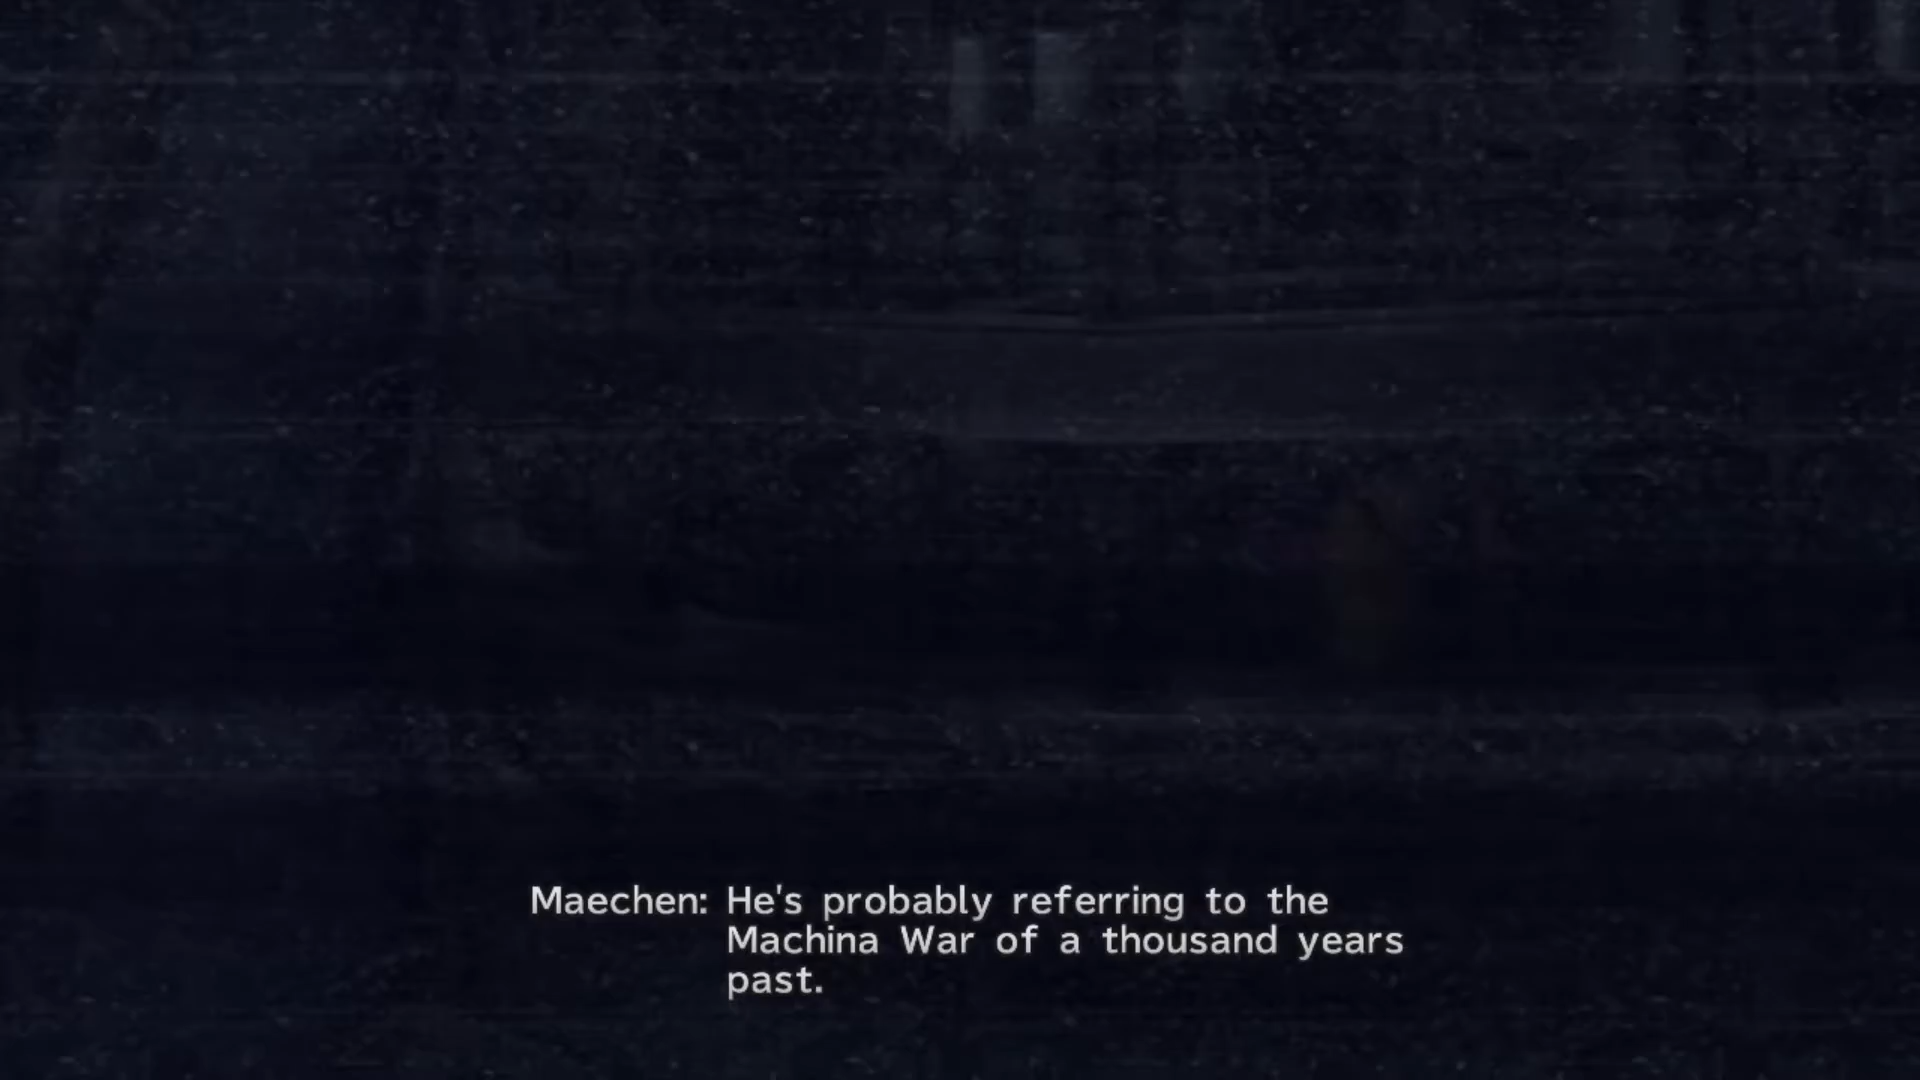 Maechen: He's probably referring to the
Machina War of a thousand years
past.